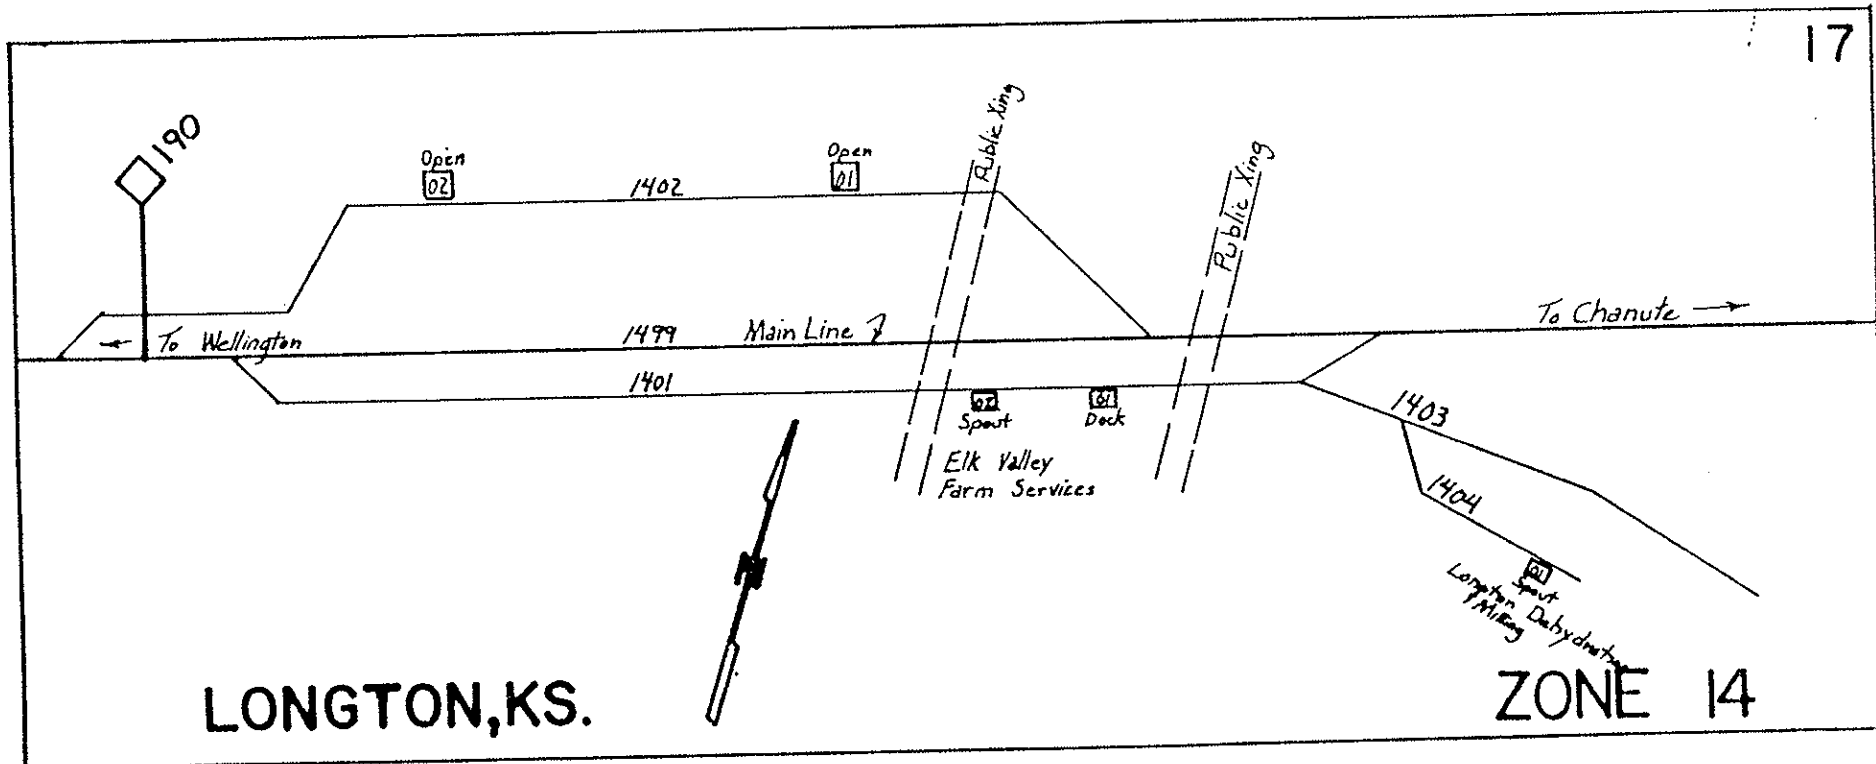 17
190
Open
02
1402
Open
01
Public Xing
Public Xing
To Wellington
1499 Main Line
To Chanute
1401
02
Spout
01
Dock
Elk Valley
Farm Services
1403
1404
01
Spout
Longton Dehydrating
& Milling
N
LONGTON,KS.
ZONE 14